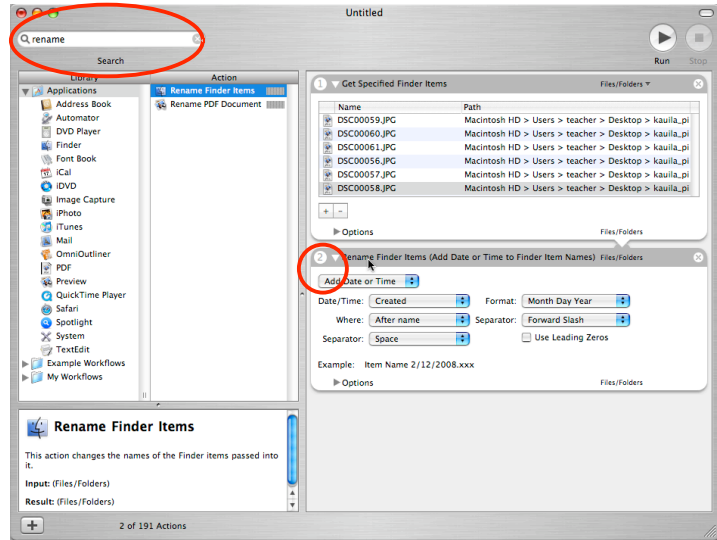 Untitled
rename
Search
Run
Stop
Library
Action
Applications
Address Book
Automator
DVD Player
Finder
Font Book
iCal
iDVD
Image Capture
iPhoto
iTunes
Mail
OmniOutliner
PDF
Preview
QuickTime Player
Safari
Spotlight
System
TextEdit
Example Workflows
My Workflows
Rename Finder Items
Rename PDF Document
1 Get Specified Finder Items Files/Folders
Name Path
DSC00059.JPG Macintosh HD > Users > teacher > Desktop > kauila_pi
DSC00060.JPG Macintosh HD > Users > teacher > Desktop > kauila_pi
DSC00061.JPG Macintosh HD > Users > teacher > Desktop > kauila_pi
DSC00056.JPG Macintosh HD > Users > teacher > Desktop > kauila_pi
DSC00057.JPG Macintosh HD > Users > teacher > Desktop > kauila_pi
DSC00058.JPG Macintosh HD > Users > teacher > Desktop > kauila_pi
+ -
Options Files/Folders
2 Rename Finder Items (Add Date or Time to Finder Item Names) Files/Folders
Add Date or Time
Date/Time: Created Format: Month Day Year
Where: After name Separator: Forward Slash
Separator: Space Use Leading Zeros
Example: Item Name 2/12/2008.xxx
Options Files/Folders
Rename Finder Items
This action changes the names of the Finder items passed into
it.
Input: (Files/Folders)
Result: (Files/Folders)
+ 2 of 191 Actions